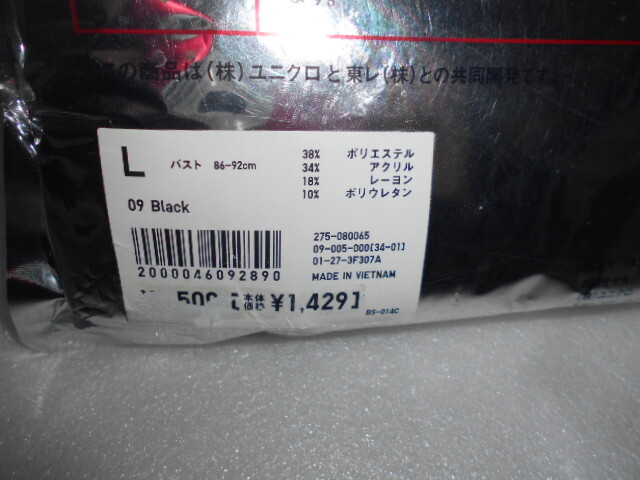 の商品は(株)ユニクロと東レ(株)との共同開発です
L バスト 86-92cm
38% ポリエステル
34% アクリル
18% レーヨン
10% ポリウレタン
09 Black
275-080065
09-005-000[34-01]
01-27-3F307A
2000046092890
MADE IN VIETNAM
500 [本体価格 ¥1,429]
BS-014C